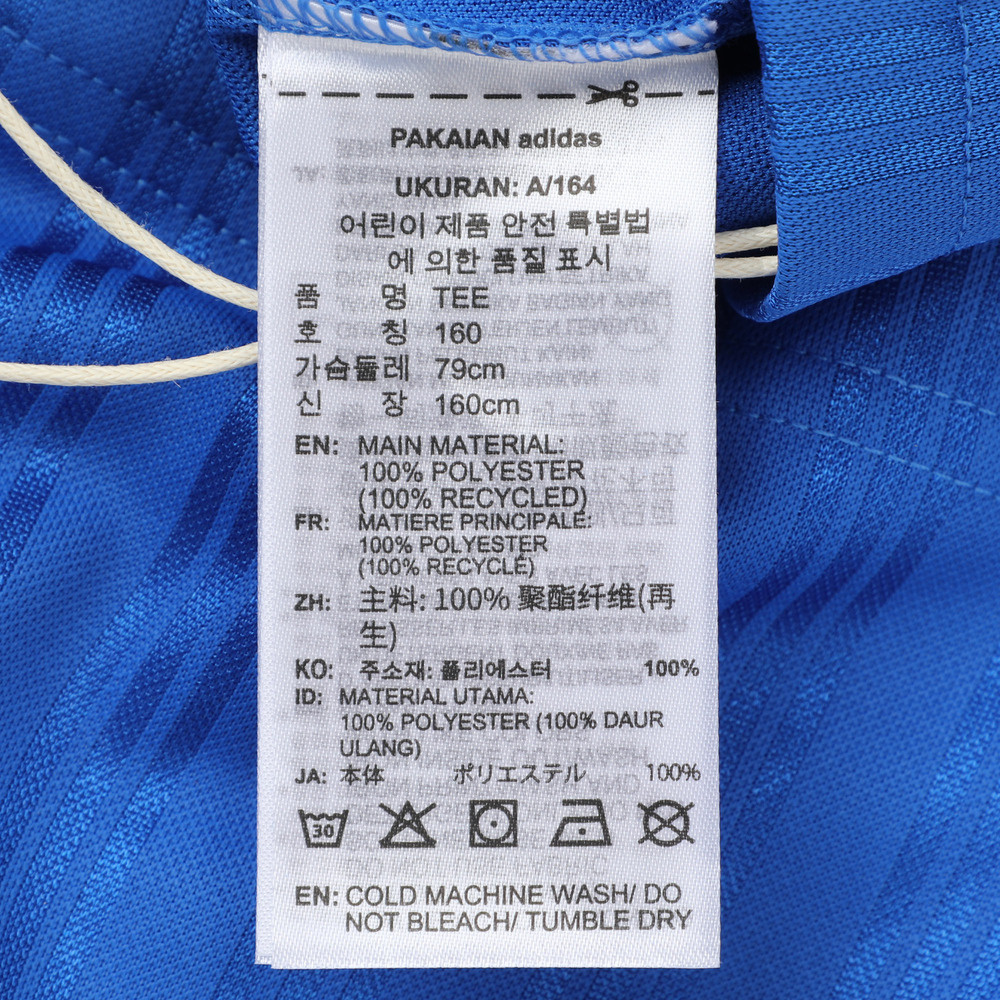 PAKAIAN adidas
UKURAN: A/164
어린이 제품 안전 특별법
에 의한 품질 표시
품 명 TEE
호 칭 160
가슴둘레 79cm
신 장 160cm
EN: MAIN MATERIAL:
100% POLYESTER
(100% RECYCLED)
FR: MATIERE PRINCIPALE:
100% POLYESTER
(100% RECYCLÉ)
ZH: 主料: 100% 聚酯纤维(再
生)
KO: 주소재: 폴리에스터 100%
ID: MATERIAL UTAMA:
100% POLYESTER (100% DAUR
ULANG)
JA: 本体 ポリエステル 100%
30
EN: COLD MACHINE WASH/ DO
NOT BLEACH/ TUMBLE DRY